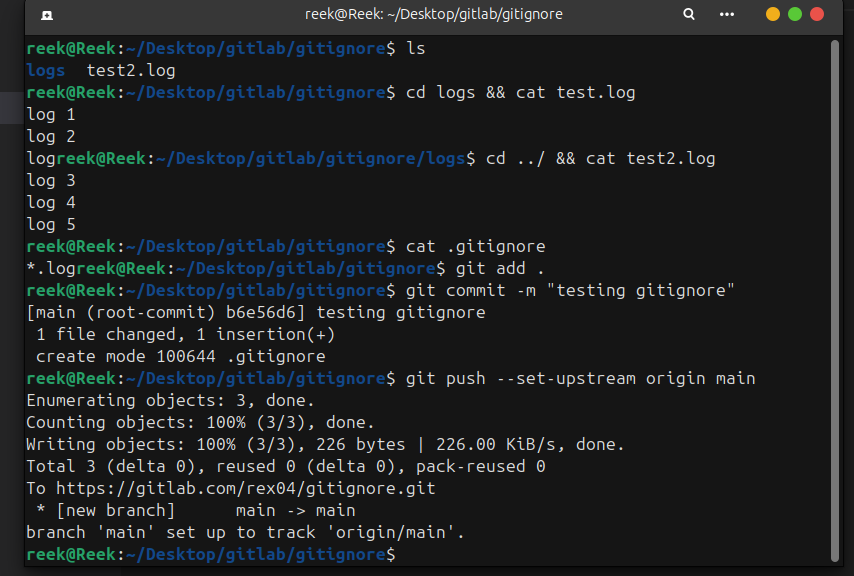 reek@Reek: ~/Desktop/gitlab/gitignore
reek@Reek:~/Desktop/gitlab/gitignore$ ls
logs  test2.log
reek@Reek:~/Desktop/gitlab/gitignore$ cd logs && cat test.log
log 1
log 2
logreek@Reek:~/Desktop/gitlab/gitignore/logs$ cd ../ && cat test2.log
log 3
log 4
log 5
reek@Reek:~/Desktop/gitlab/gitignore$ cat .gitignore
*.logreek@Reek:~/Desktop/gitlab/gitignore$ git add .
reek@Reek:~/Desktop/gitlab/gitignore$ git commit -m "testing gitignore"
[main (root-commit) b6e56d6] testing gitignore
 1 file changed, 1 insertion(+)
 create mode 100644 .gitignore
reek@Reek:~/Desktop/gitlab/gitignore$ git push --set-upstream origin main
Enumerating objects: 3, done.
Counting objects: 100% (3/3), done.
Writing objects: 100% (3/3), 226 bytes | 226.00 KiB/s, done.
Total 3 (delta 0), reused 0 (delta 0), pack-reused 0
To https://gitlab.com/rex04/gitignore.git
 * [new branch]      main -> main
branch 'main' set up to track 'origin/main'.
reek@Reek:~/Desktop/gitlab/gitignore$